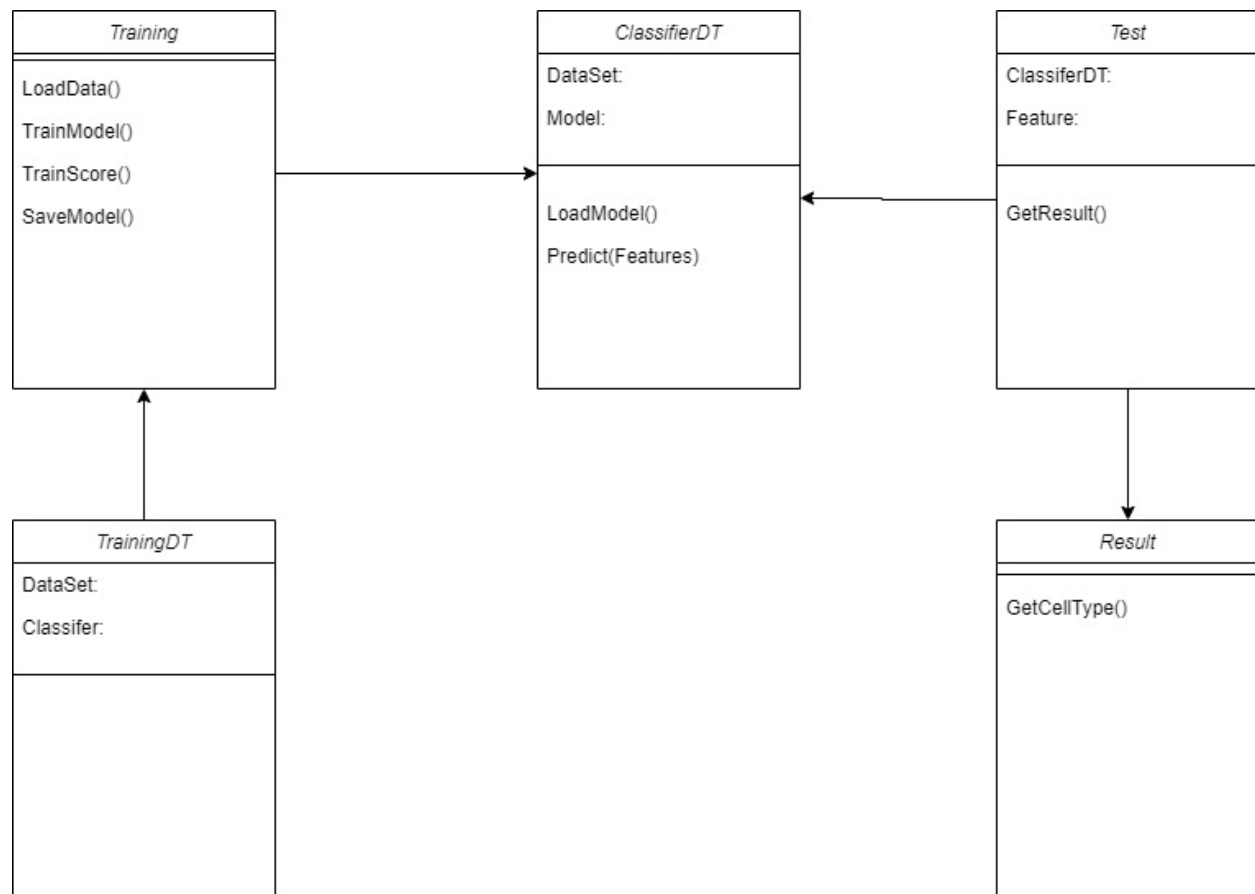 Training
LoadData()
TrainModel()
TrainScore()
SaveModel()
ClassifierDT
DataSet:
Model:
LoadModel()
Predict(Features)
Test
ClassiferDT:
Feature:
GetResult()
TrainingDT
DataSet:
Classifer:
Result
GetCellType()